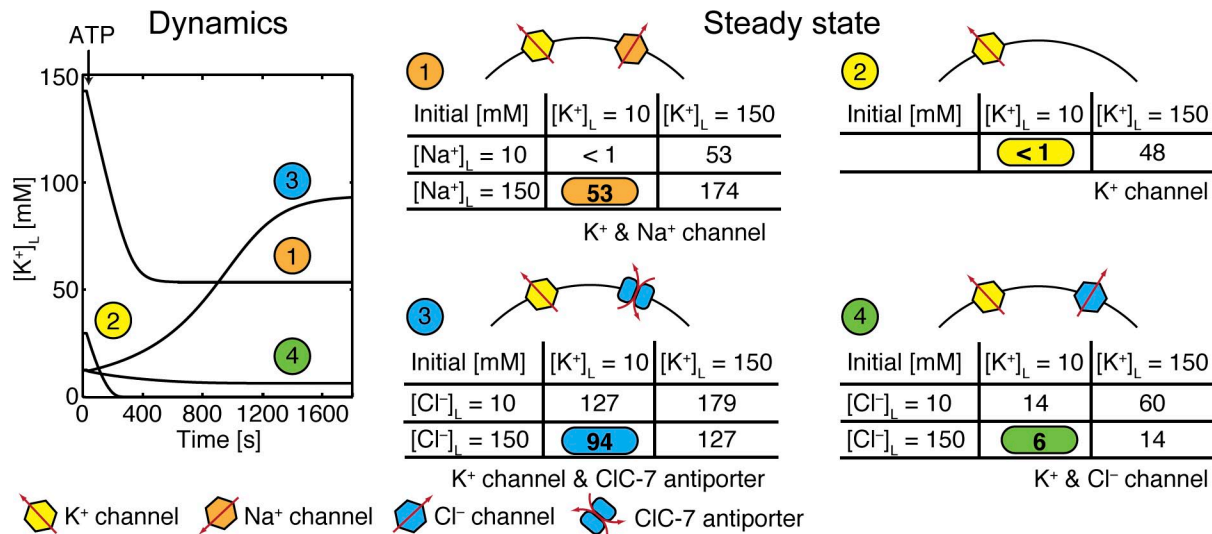 Dynamics
Steady state
ATP
[K⁺]L [mM]
150
100
50
0
0 400 800 1200 1600
Time [s]
3
1
2
4
1
Initial [mM] [K⁺]L = 10 [K⁺]L = 150
[Na⁺]L = 10 < 1 53
[Na⁺]L = 150 53 174
K⁺ & Na⁺ channel
2
Initial [mM] [K⁺]L = 10 [K⁺]L = 150
< 1 48
K⁺ channel
3
Initial [mM] [K⁺]L = 10 [K⁺]L = 150
[Cl⁻]L = 10 127 179
[Cl⁻]L = 150 94 127
K⁺ channel & ClC-7 antiporter
4
Initial [mM] [K⁺]L = 10 [K⁺]L = 150
[Cl⁻]L = 10 14 60
[Cl⁻]L = 150 6 14
K⁺ & Cl⁻ channel
K⁺ channel Na⁺ channel Cl⁻ channel ClC-7 antiporter